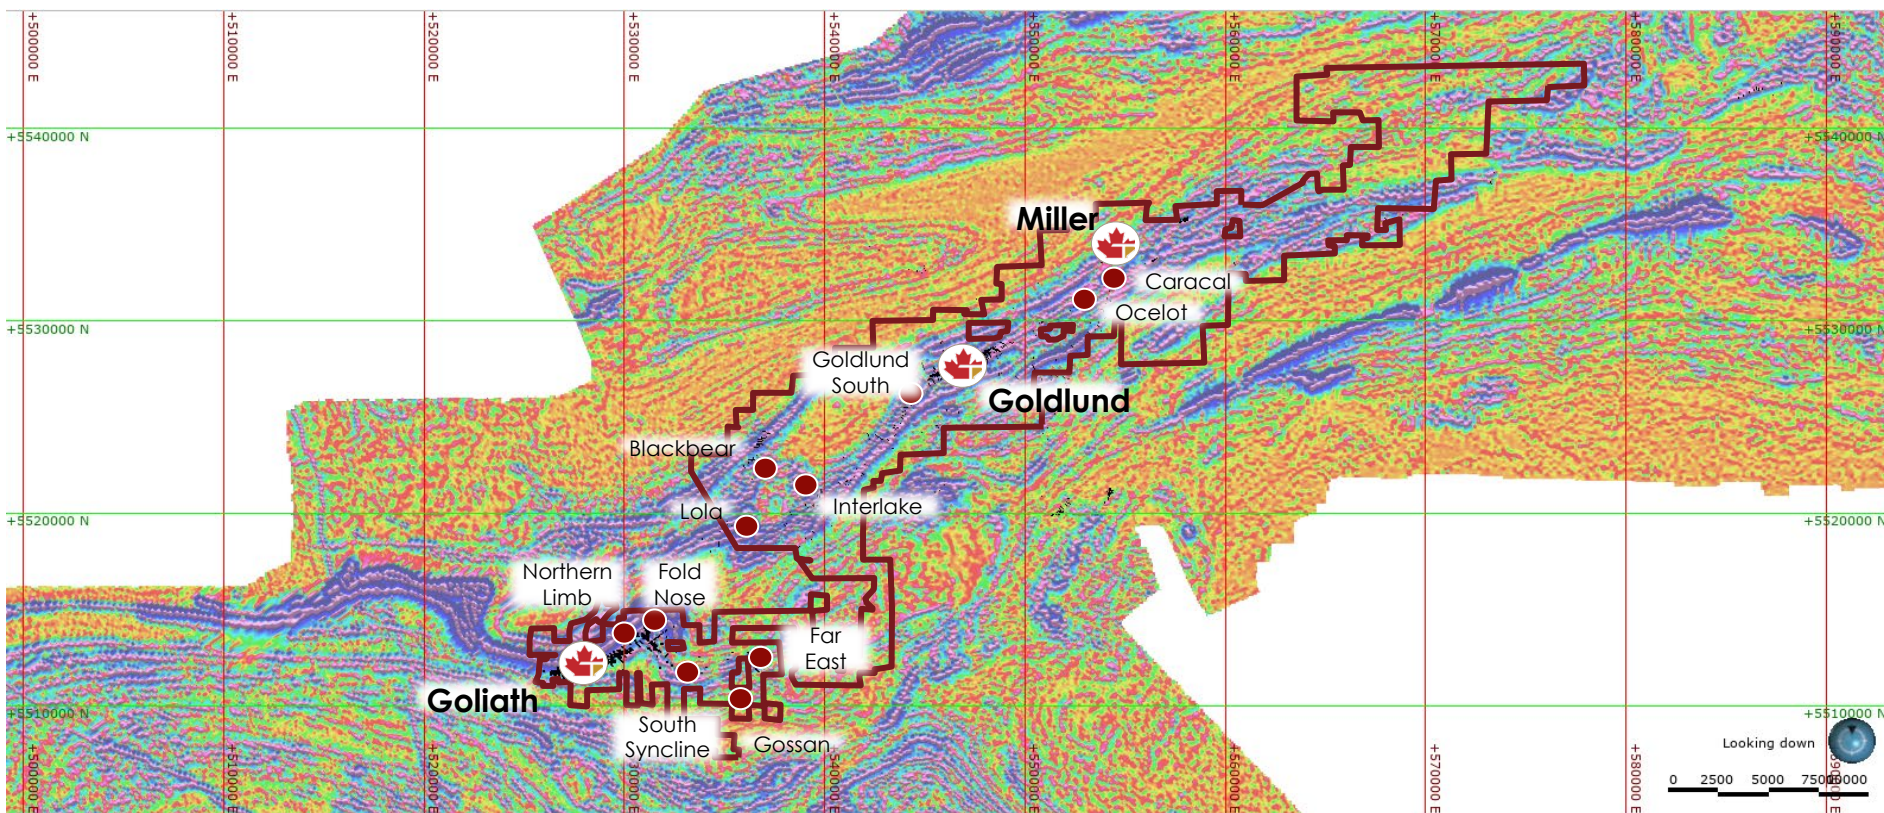 +500000 E
+510000 E
+520000 E
+530000 E
+540000 E
+550000 E
+560000 E
+570000 E
+580000 E
+590000 E
+5540000 N
+5540000 N
Miller
Caracal
Ocelot
+5530000 N
+5530000 N
Goldlund
South
Goldlund
Blackbear
Lola
Interlake
+5520000 N
+5520000 N
Northern
Limb
Fold
Nose
Far
East
Goliath
+5510000 N
+5510000 N
South
Syncline
Gossan
Looking down
0 2500 5000 7500
+500000 E
+510000 E
+520000 E
+530000 E
+540000 E
+550000 E
+560000 E
+570000 E
+580000 E